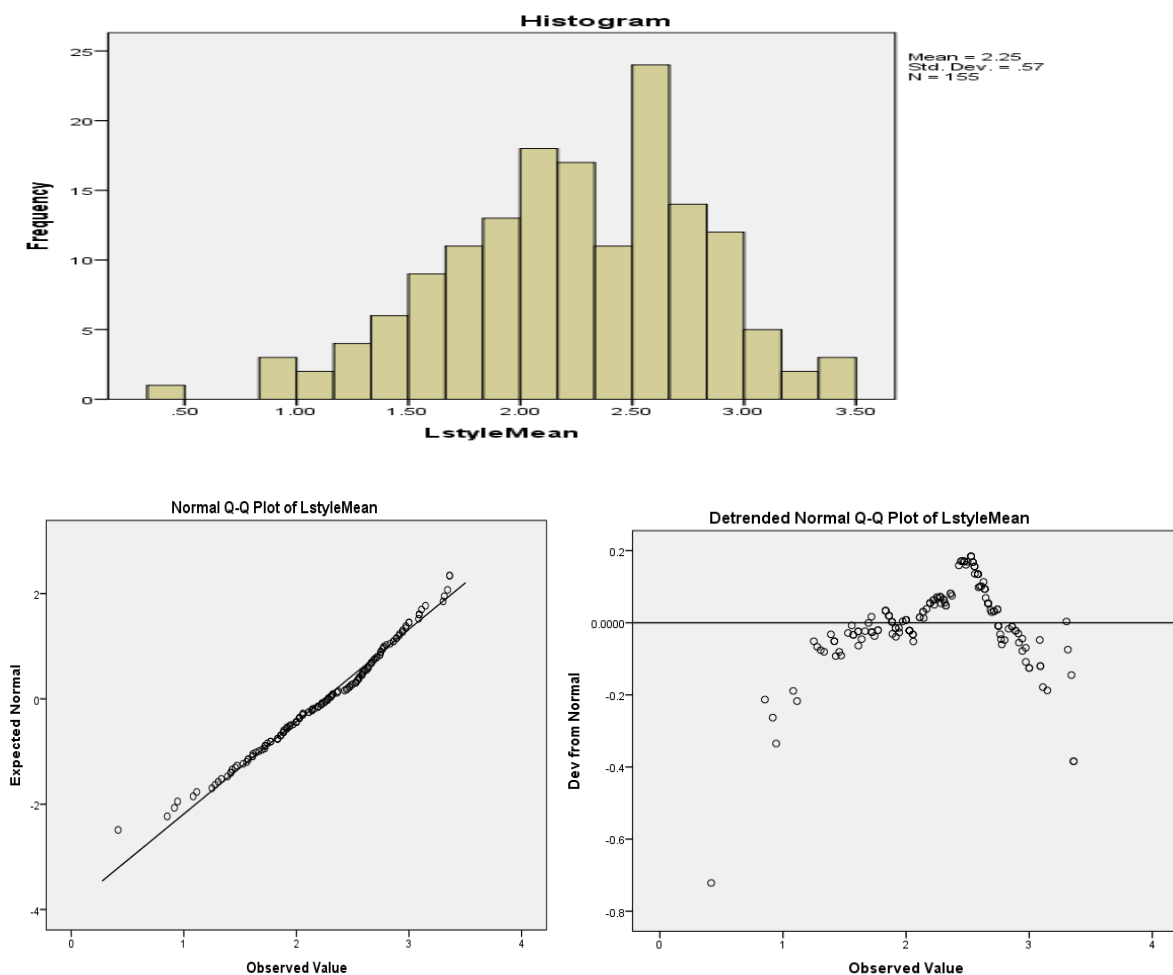 Histogram
Mean = 2.25
Std. Dev. = .57
N = 155
Frequency
25
20
15
10
5
0
.50 1.00 1.50 2.00 2.50 3.00 3.50
LstyleMean
Normal Q-Q Plot of LstyleMean
Expected Normal
2
0
-2
-4
0 1 2 3 4
Observed Value
Detrended Normal Q-Q Plot of LstyleMean
Dev from Normal
0.2
0.0000
-0.2
-0.4
-0.6
-0.8
0 1 2 3 4
Observed Value